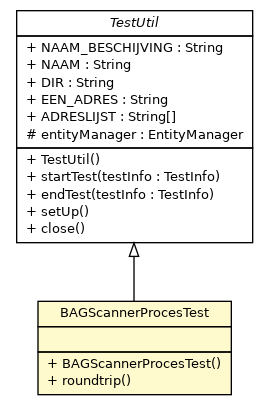 TestUtil
+ NAAM_BESCHIJVING : String
+ NAAM : String
+ DIR : String
+ EEN_ADRES : String
+ ADRESLIJST : String[]
# entityManager : EntityManager
+ TestUtil()
+ startTest(testInfo : TestInfo)
+ endTest(testInfo : TestInfo)
+ setUp()
+ close()
BAGScannerProcesTest
+ BAGScannerProcesTest()
+ roundtrip()